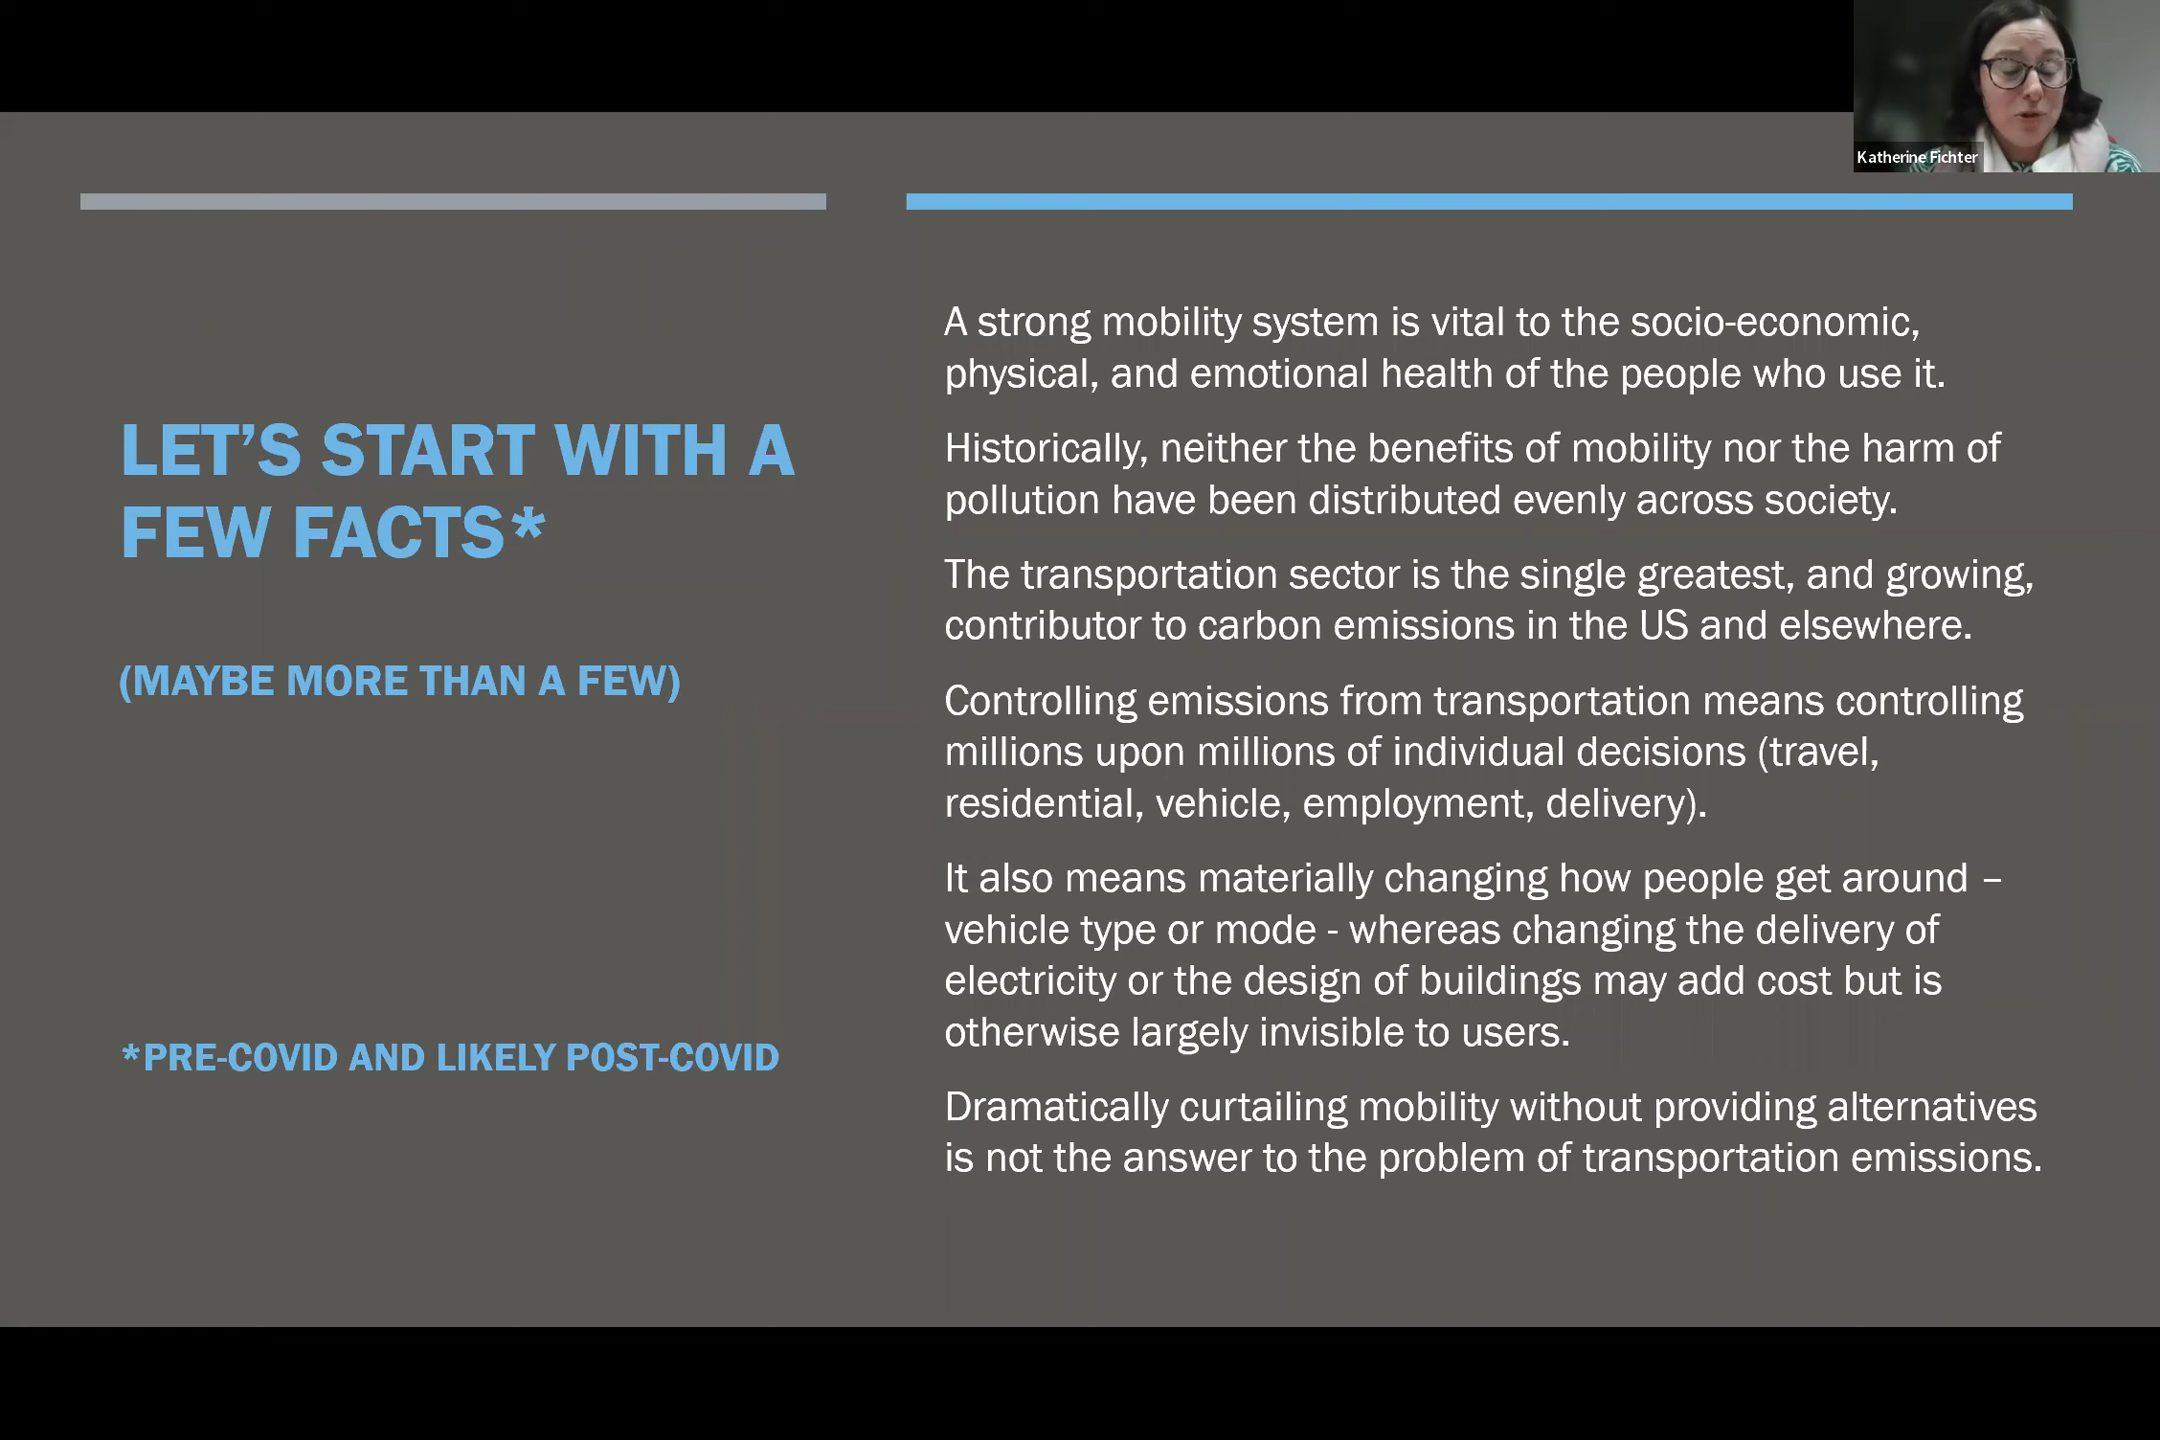 Katherine Fichter
LET’S START WITH A
FEW FACTS*
(MAYBE MORE THAN A FEW)
*PRE-COVID AND LIKELY POST-COVID
A strong mobility system is vital to the socio-economic,
physical, and emotional health of the people who use it.
Historically, neither the benefits of mobility nor the harm of
pollution have been distributed evenly across society.
The transportation sector is the single greatest, and growing,
contributor to carbon emissions in the US and elsewhere.
Controlling emissions from transportation means controlling
millions upon millions of individual decisions (travel,
residential, vehicle, employment, delivery).
It also means materially changing how people get around –
vehicle type or mode - whereas changing the delivery of
electricity or the design of buildings may add cost but is
otherwise largely invisible to users.
Dramatically curtailing mobility without providing alternatives
is not the answer to the problem of transportation emissions.